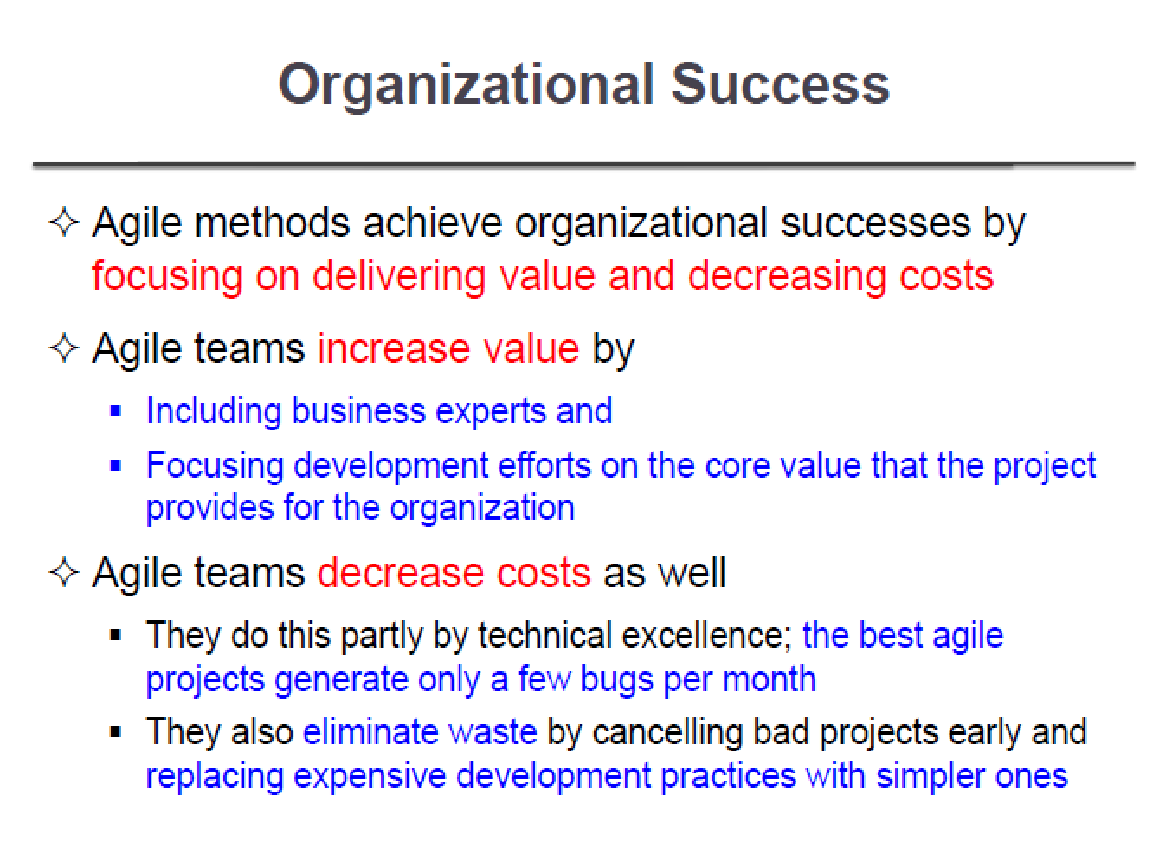 Organizational Success
✧ Agile methods achieve organizational successes by
focusing on delivering value and decreasing costs
✧ Agile teams increase value by
▪ Including business experts and
▪ Focusing development efforts on the core value that the project
provides for the organization
✧ Agile teams decrease costs as well
▪ They do this partly by technical excellence; the best agile
projects generate only a few bugs per month
▪ They also eliminate waste by cancelling bad projects early and
replacing expensive development practices with simpler ones